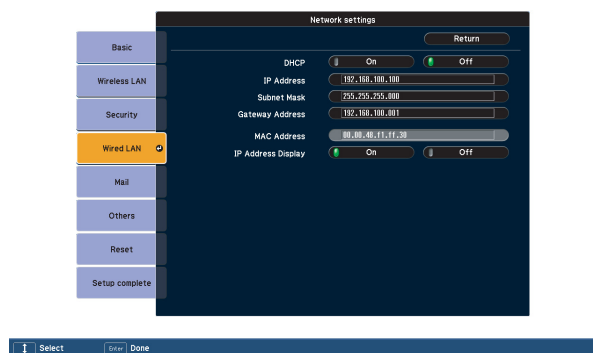 Network settings
Return
Basic
Wireless LAN
Security
Wired LAN
Mail
Others
Reset
Setup complete
DHCP On Off
IP Address 192.168.100.100
Subnet Mask 255.255.255.000
Gateway Address 192.168.100.001
MAC Address 00.00.48.f1.ff.38
IP Address Display On Off
Select Enter Done